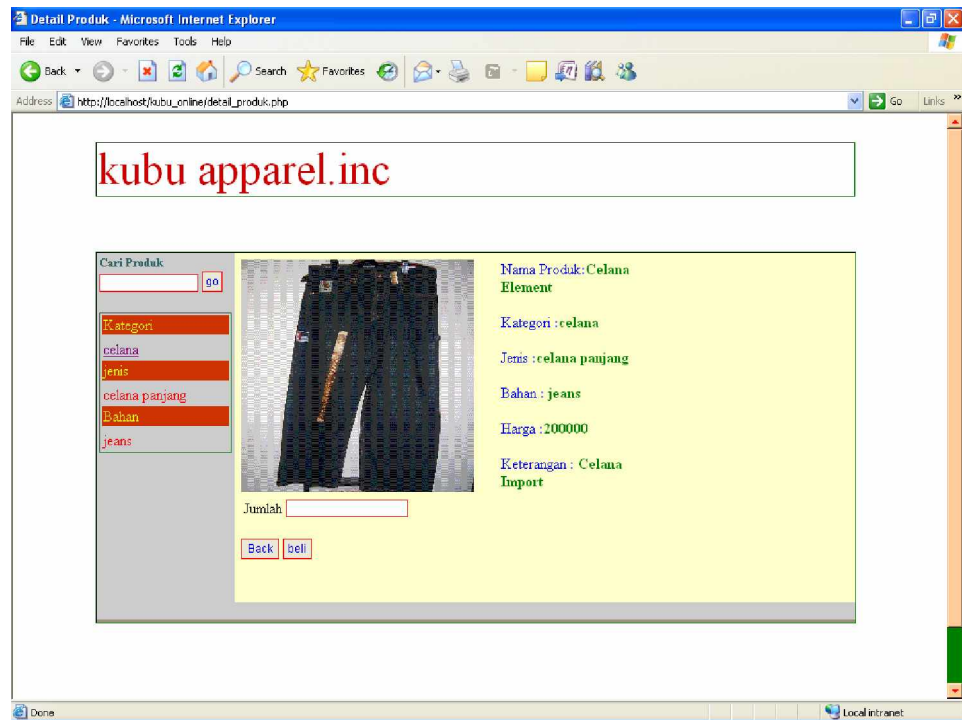 Detail Produk - Microsoft Internet Explorer
File Edit View Favorites Tools Help
Back Search Favorites
Address http://localhost/kubu_online/detail_produk.php Go Links »
kubu apparel.inc
Cari Produk
go
Kategori
celana
jenis
celana panjang
Bahan
jeans
Jumlah
Back beli
Nama Produk:Celana
Element
Kategori :celana
Jenis :celana panjang
Bahan : jeans
Harga :200000
Keterangan : Celana
Import
Done Local intranet